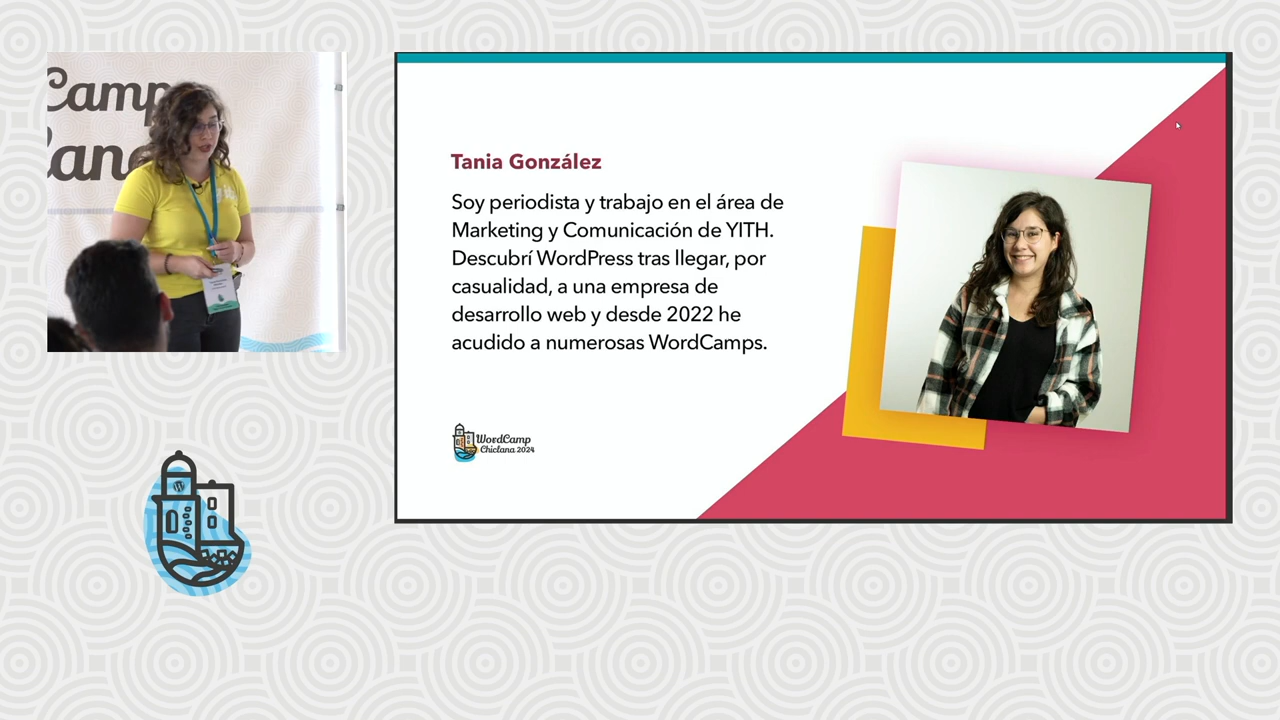 Camp
Tania González
Soy periodista y trabajo en el área de
Marketing y Comunicación de YITH.
Descubrí WordPress tras llegar, por
casualidad, a una empresa de
desarrollo web y desde 2022 he
acudido a numerosas WordCamps.
WordCamp
Chiclana 2024